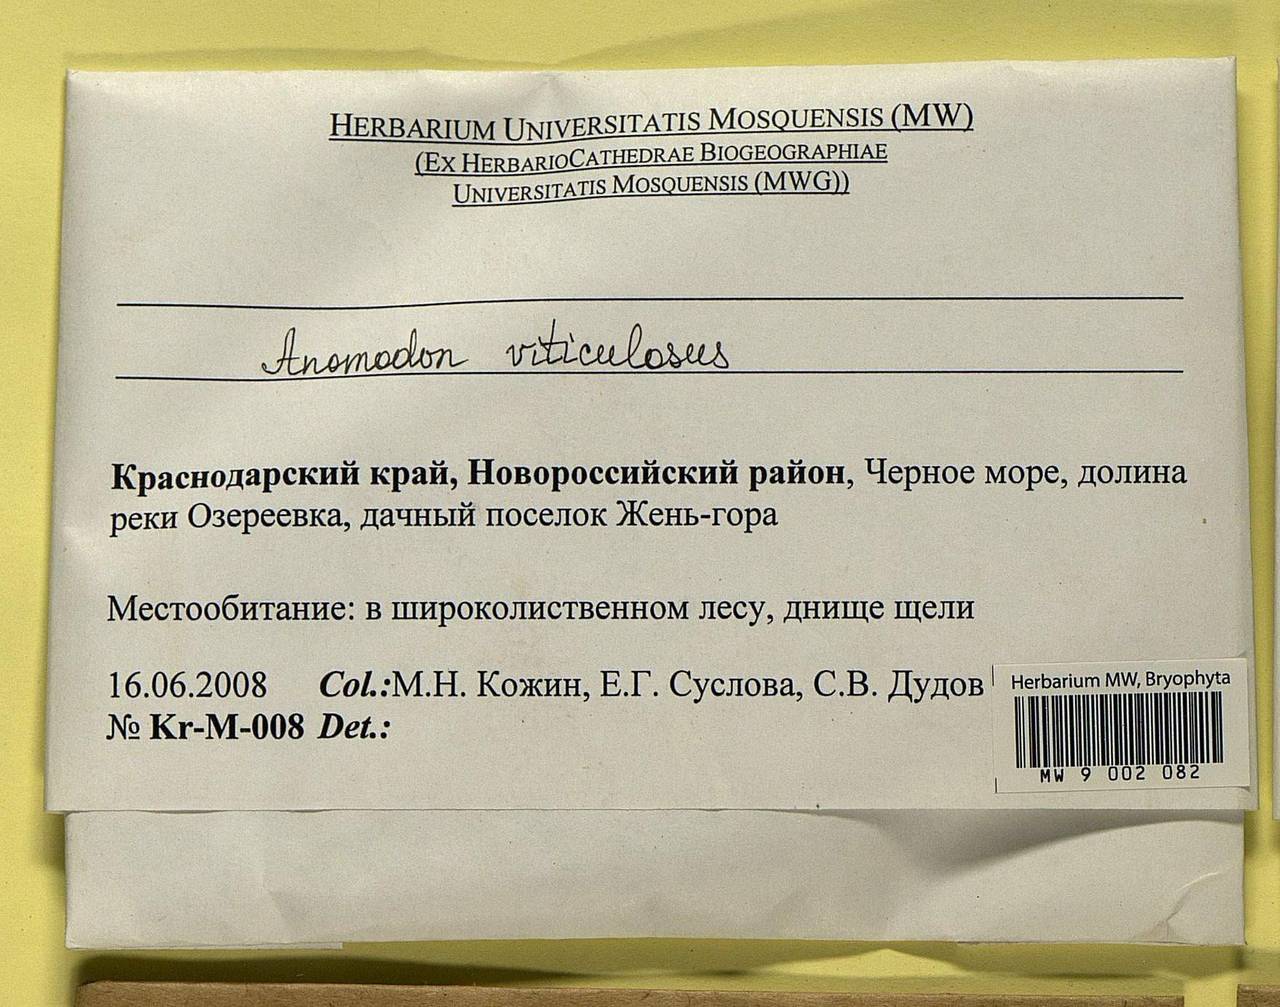 HERBARIUM UNIVERSITATIS MOSQUENSIS (MW)
(EX HERBARIOCATHEDRAE BIOGEOGRAPHIAE
UNIVERSITATIS MOSQUENSIS (MWG))
Anomodon viticulosus
Краснодарский край, Новороссийский район, Черное море, долина
реки Озереевка, дачный поселок Жень-гора
Местообитание: в широколиственном лесу, днище щели
16.06.2008 Col.:М.Н. Кожин, Е.Г. Суслова, С.В. Дудов
№ Kr-M-008 Det.:
Herbarium MW, Bryophyta
MW 9 002 082